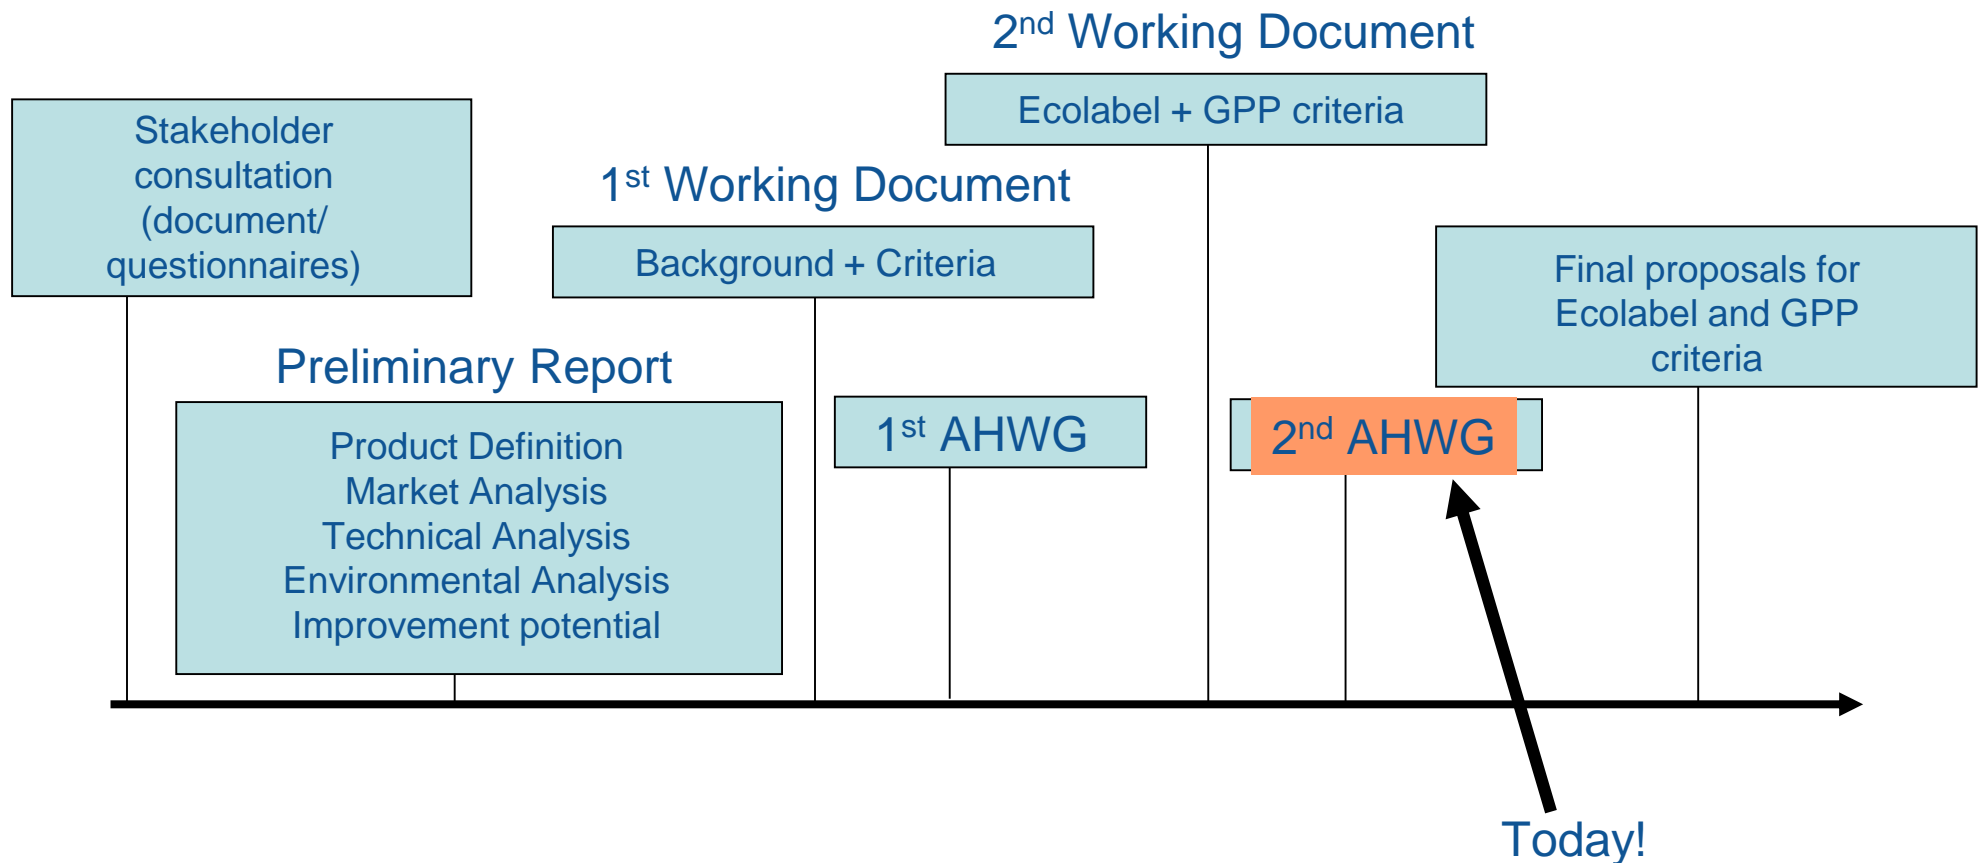 2nd Working Document
Ecolabel + GPP criteria
Stakeholder
consultation
(document/
questionnaires)
1st Working Document
Background + Criteria
Final proposals for
Ecolabel and GPP
criteria
Preliminary Report
Product Definition
Market Analysis
Technical Analysis
Environmental Analysis
Improvement potential
1st AHWG
2nd AHWG
Today!